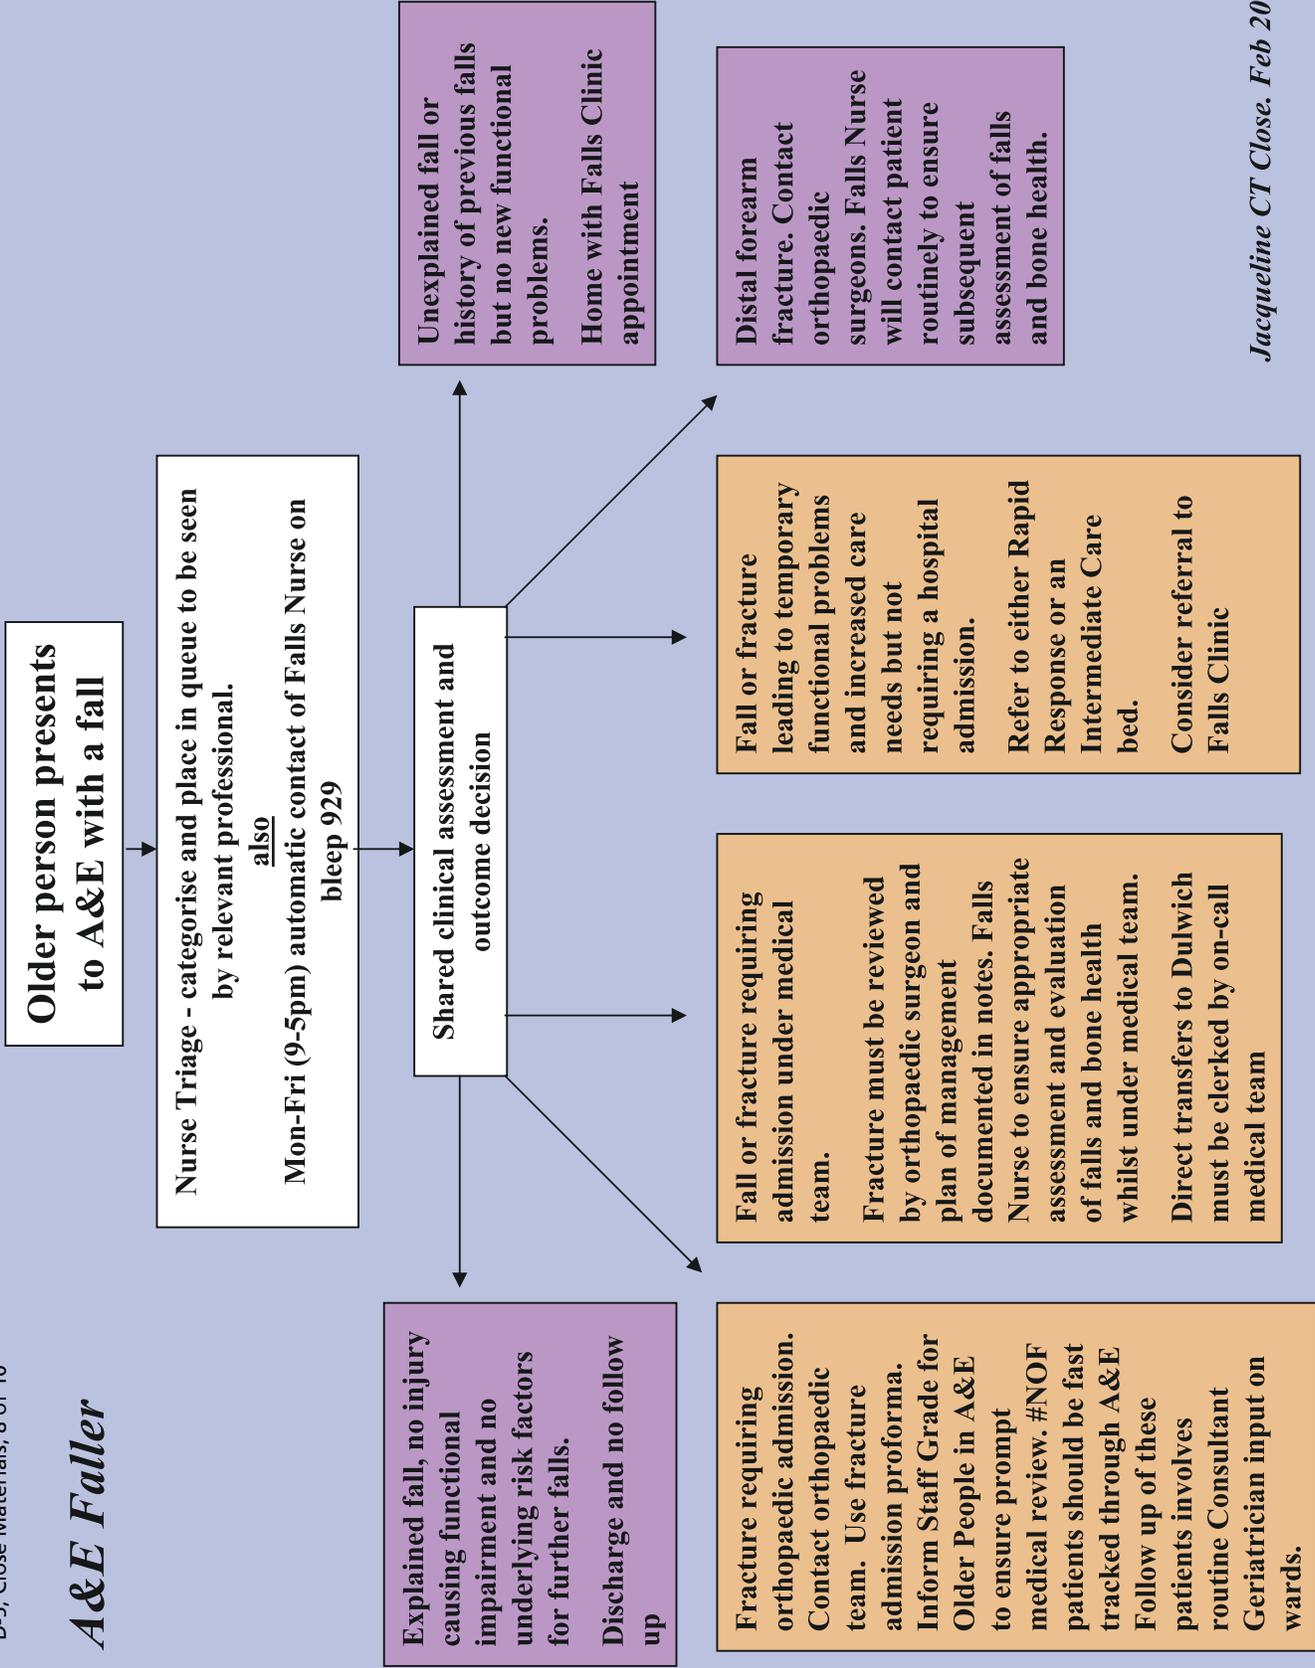 A&E Faller
Older person presents
to A&E with a fall
Nurse Triage - categorise and place in queue to be seen
by relevant professional.
also
Mon-Fri (9-5pm) automatic contact of Falls Nurse on
bleep 929
Shared clinical assessment and
outcome decision
Explained fall, no injury
causing functional
impairment and no
underlying risk factors
for further falls.
Discharge and no follow
up
Unexplained fall or
history of previous falls
but no new functional
problems.
Home with Falls Clinic
appointment
Fracture requiring
orthopaedic admission.
Contact orthopaedic
team. Use fracture
admission proforma.
Inform Staff Grade for
Older People in A&E
to ensure prompt
medical review. #NOF
patients should be fast
tracked through A&E
Follow up of these
patients involves
routine Consultant
Geriatrician input on
wards.
Fall or fracture requiring
admission under medical
team.
Fracture must be reviewed
by orthopaedic surgeon and
plan of management
documented in notes. Falls
Nurse to ensure appropriate
assessment and evaluation
of falls and bone health
whilst under medical team.
Direct transfers to Dulwich
must be clerked by on-call
medical team
Fall or fracture
leading to temporary
functional problems
and increased care
needs but not
requiring a hospital
admission.
Refer to either Rapid
Response or an
Intermediate Care
bed.
Consider referral to
Falls Clinic
Distal forearm
fracture. Contact
orthopaedic
surgeons. Falls Nurse
will contact patient
routinely to ensure
subsequent
assessment of falls
and bone health.
Jacqueline CT Close. Feb 20